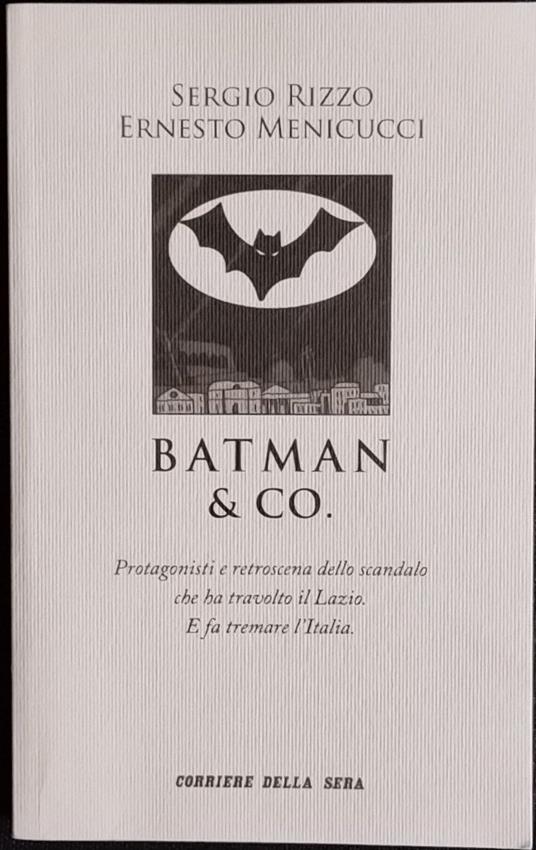 SERGIO RIZZO
ERNESTO MENICUCCI
BATMAN
& CO.
Protagonisti e retroscena dello scandalo
che ha travolto il Lazio.
E fa tremare l'Italia.
CORRIERE DELLA SERA